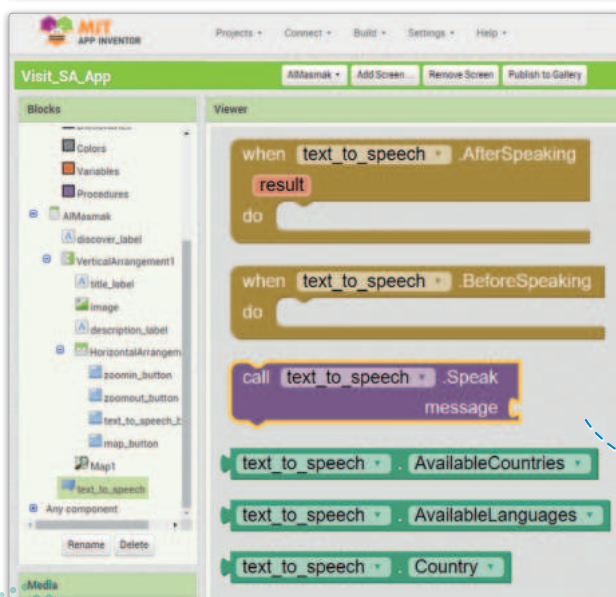 MIT
APP INVENTOR
Projects
Connect
Build
Settings
Help
Visit_SA_App
AlMasmak
Add Screen ...
Remove Screen
Publish to Gallery
Blocks
Viewer
Colors
Variables
Procedures
AlMasmak
discover_label
VerticalArrangement1
title_label
image
description_label
HorizontalArrangem
zoomin_button
zoomout_button
text_to_speech_b
map_button
Map1
text_to_speech
Any component
Rename
Delete
Media
when text_to_speech .AfterSpeaking
result
do
when text_to_speech .BeforeSpeaking
do
call text_to_speech .Speak
message
text_to_speech . AvailableCountries
text_to_speech . AvailableLanguages
text_to_speech . Country